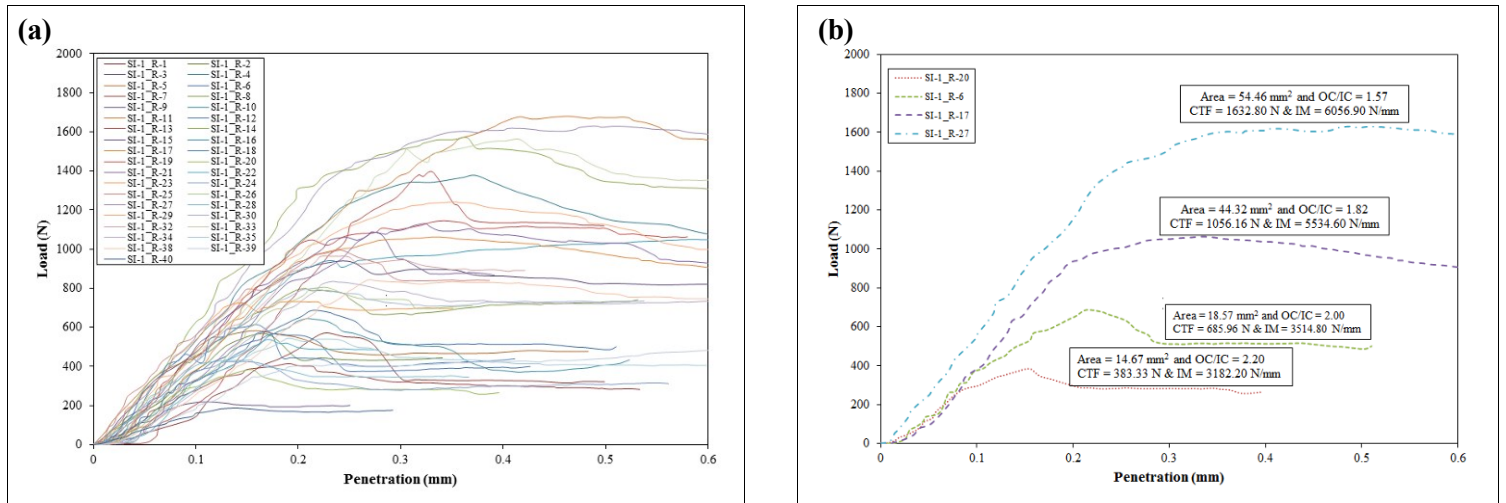 (a)
2000
1800
1600
1400
1200
1000
800
600
400
200
0
Load (N)
SI-1_R-1 SI-1_R-2
SI-1_R-3 SI-1_R-4
SI-1_R-5 SI-1_R-6
SI-1_R-7 SI-1_R-8
SI-1_R-9 SI-1_R-10
SI-1_R-11 SI-1_R-12
SI-1_R-13 SI-1_R-14
SI-1_R-15 SI-1_R-16
SI-1_R-17 SI-1_R-18
SI-1_R-19 SI-1_R-20
SI-1_R-21 SI-1_R-22
SI-1_R-23 SI-1_R-24
SI-1_R-25 SI-1_R-26
SI-1_R-27 SI-1_R-28
SI-1_R-29 SI-1_R-30
SI-1_R-32 SI-1_R-33
SI-1_R-34 SI-1_R-35
SI-1_R-38 SI-1_R-39
SI-1_R-40
0 0.1 0.2 0.3 0.4 0.5 0.6
Penetration (mm)
(b)
2000
1800
1600
1400
1200
1000
800
600
400
200
0
Load (N)
SI-1_R-20
SI-1_R-6
SI-1_R-17
SI-1_R-27
Area = 54.46 mm² and OC/IC = 1.57
CTF = 1632.80 N & IM = 6056.90 N/mm
Area = 44.32 mm² and OC/IC = 1.82
CTF = 1056.16 N & IM = 5534.60 N/mm
Area = 18.57 mm² and OC/IC = 2.00
CTF = 685.96 N & IM = 3514.80 N/mm
Area = 14.67 mm² and OC/IC = 2.20
CTF = 383.33 N & IM = 3182.20 N/mm
0 0.1 0.2 0.3 0.4 0.5 0.6
Penetration (mm)